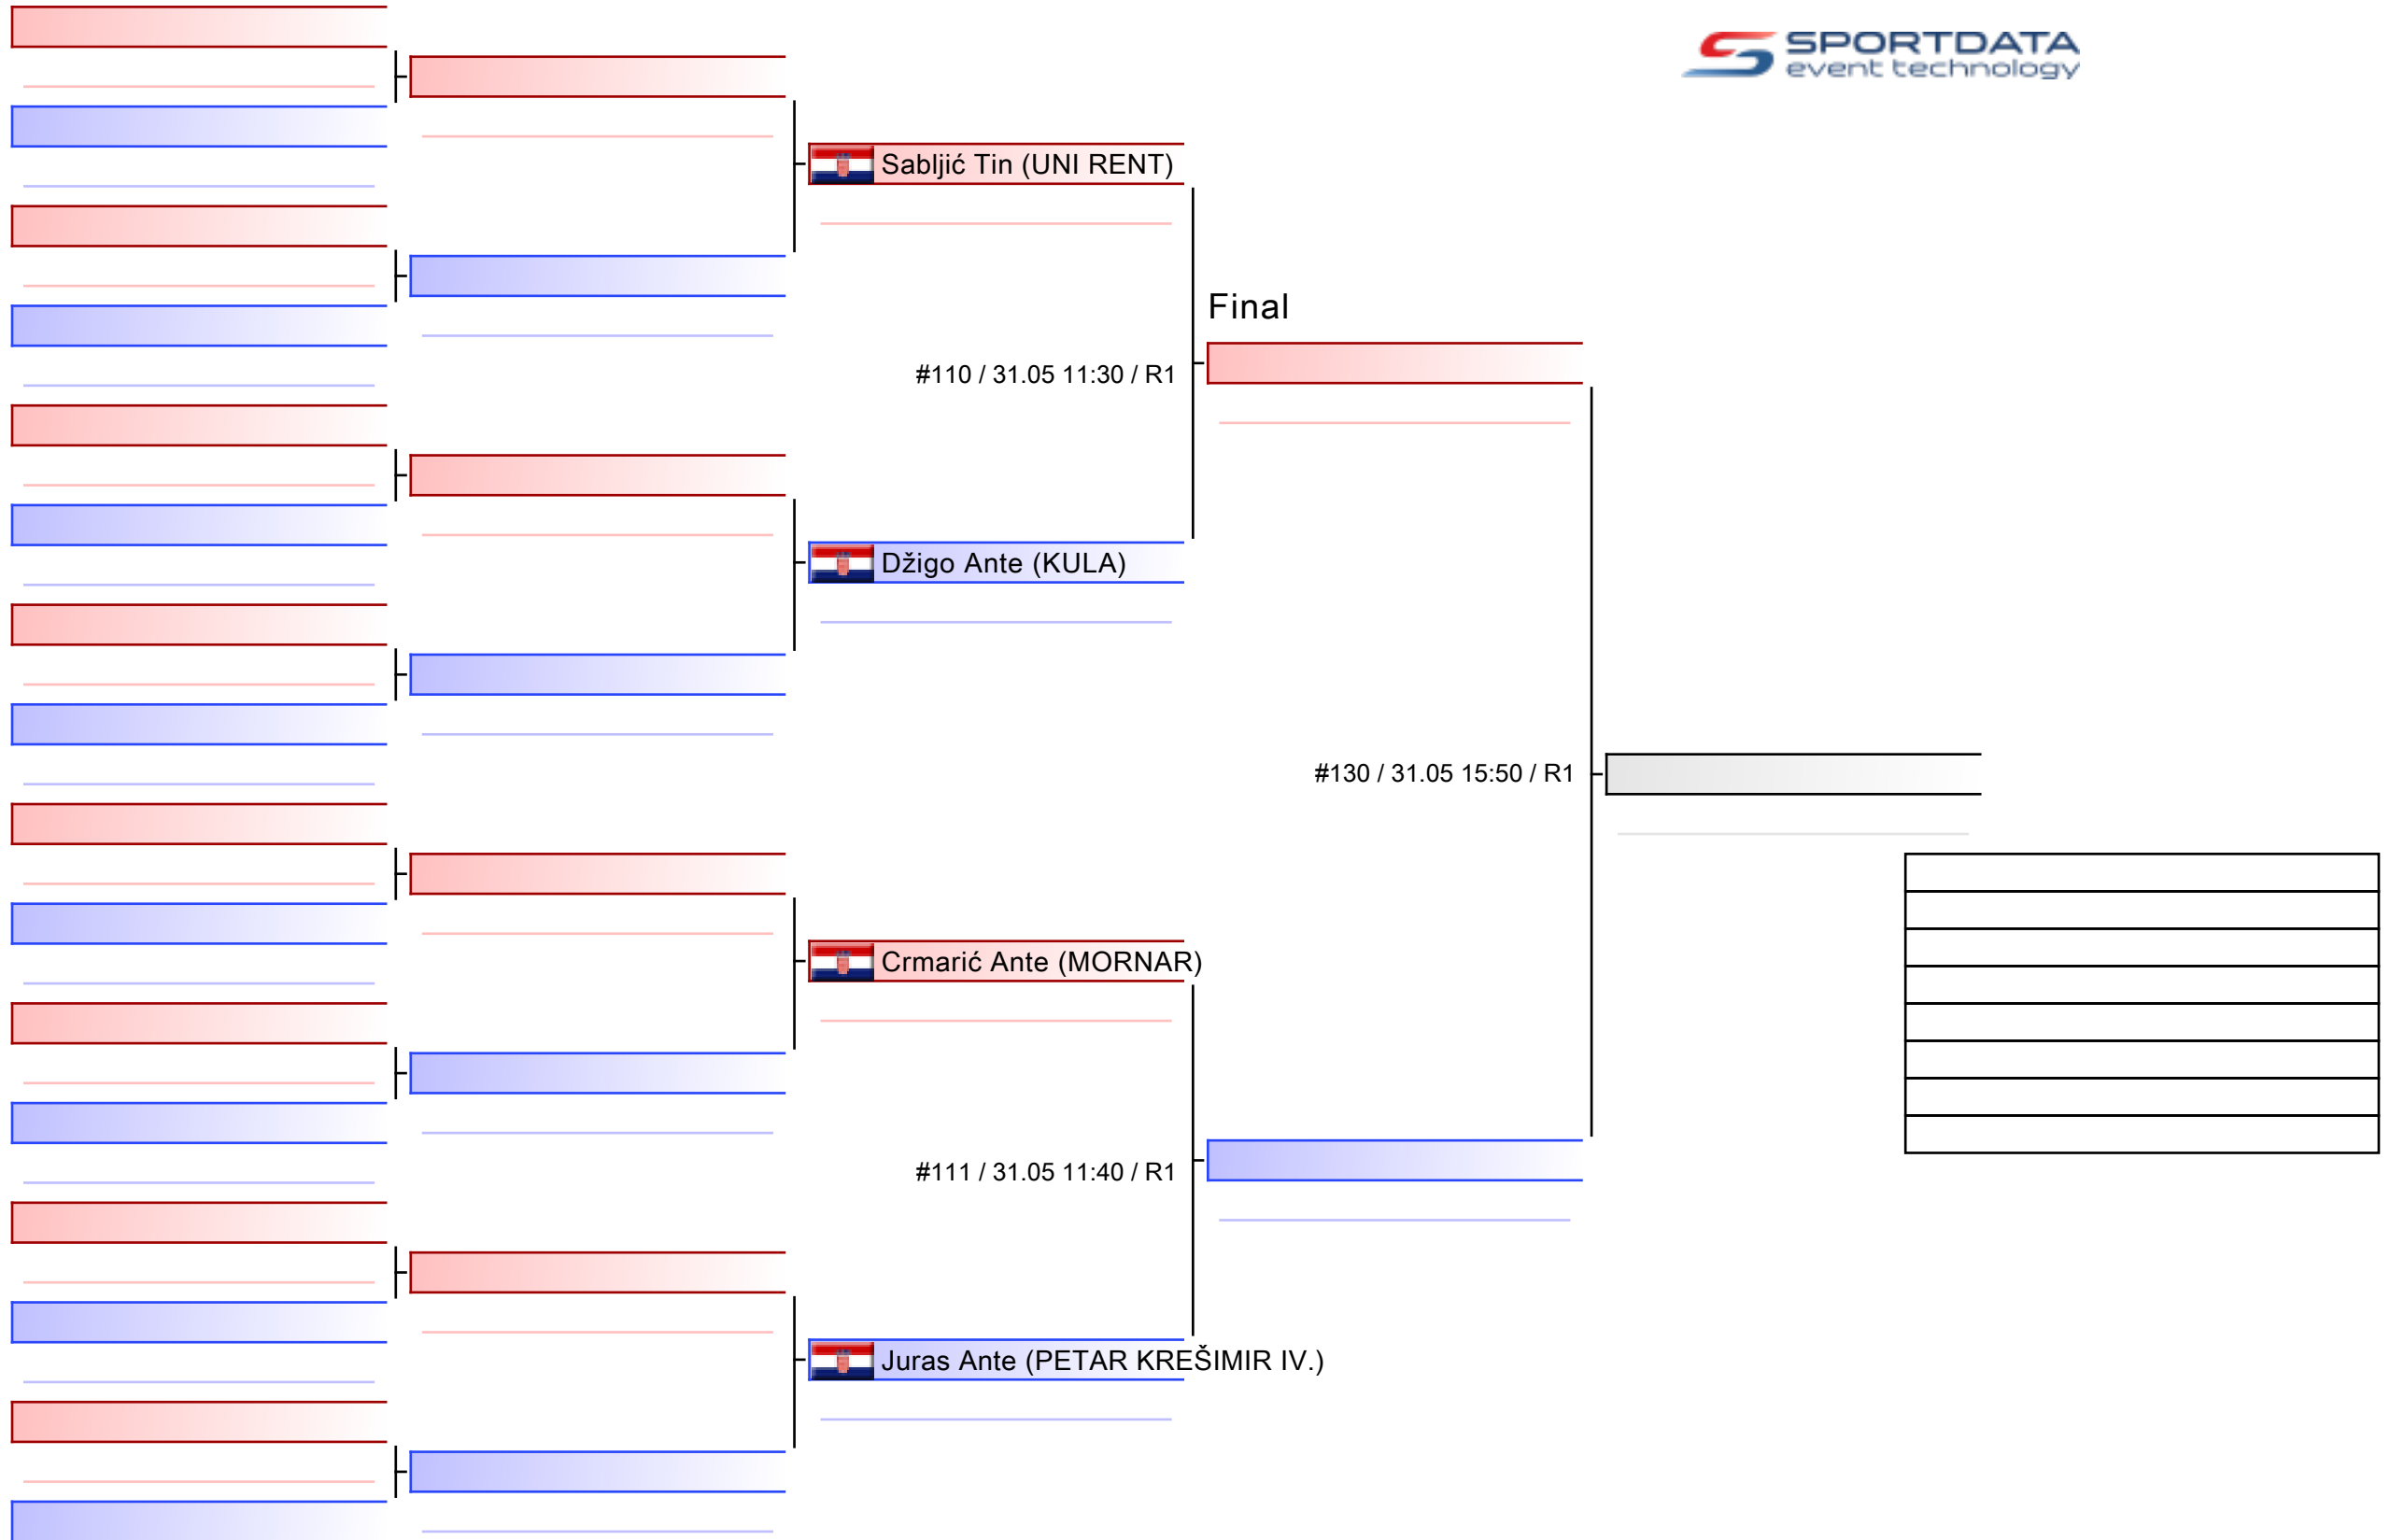 SPORTDATA
event technology
Sabljić Tin (UNI RENT)
Final
#110 / 31.05 11:30 / R1
Džigo Ante (KULA)
#130 / 31.05 15:50 / R1
Crmarić Ante (MORNAR)
#111 / 31.05 11:40 / R1
Juras Ante (PETAR KREŠIMIR IV.)